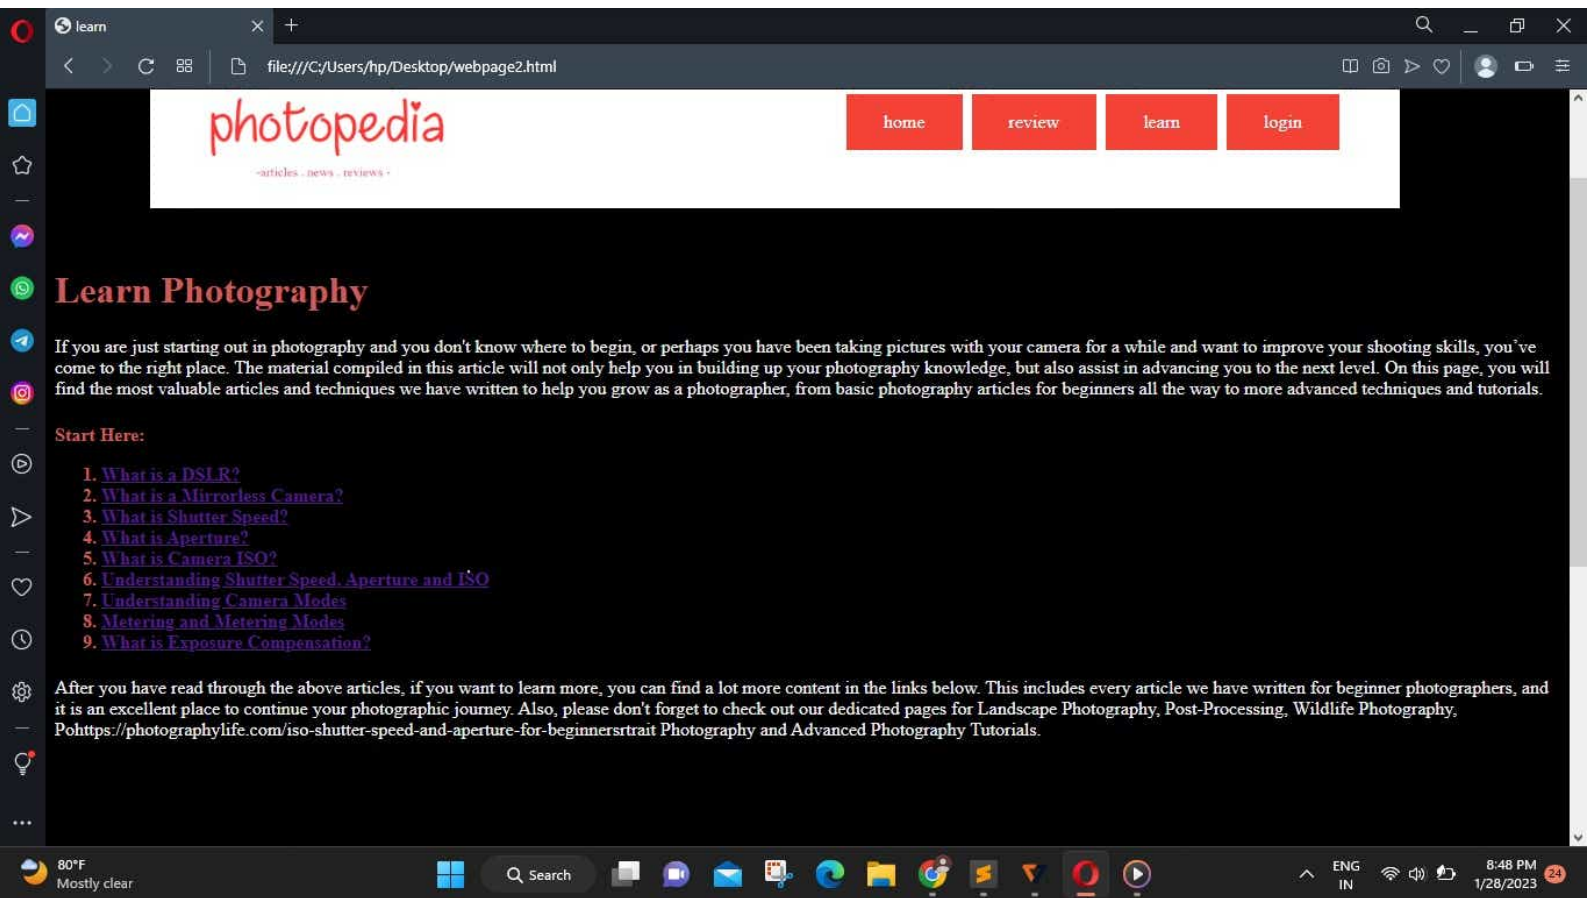 learn
file:///C:/Users/hp/Desktop/webpage2.html
photopedia
home
review
learn
login
-articles . news . reviews -
Learn Photography
If you are just starting out in photography and you don't know where to begin, or perhaps you have been taking pictures with your camera for a while and want to improve your shooting skills, you've
come to the right place. The material compiled in this article will not only help you in building up your photography knowledge, but also assist in advancing you to the next level. On this page, you will
find the most valuable articles and techniques we have written to help you grow as a photographer, from basic photography articles for beginners all the way to more advanced techniques and tutorials.
Start Here:
1. What is a DSLR?
2. What is a Mirrorless Camera?
3. What is Shutter Speed?
4. What is Aperture?
5. What is Camera ISO?
6. Understanding Shutter Speed, Aperture and ISO
7. Understanding Camera Modes
8. Metering and Metering Modes
9. What is Exposure Compensation?
After you have read through the above articles, if you want to learn more, you can find a lot more content in the links below. This includes every article we have written for beginner photographers, and
it is an excellent place to continue your photographic journey. Also, please don't forget to check out our dedicated pages for Landscape Photography, Post-Processing, Wildlife Photography,
Pohttps://photographylife.com/iso-shutter-speed-and-aperture-for-beginnersrtrait Photography and Advanced Photography Tutorials.
80°F
Mostly clear
Search
ENG
IN
8:48 PM
1/28/2023
24